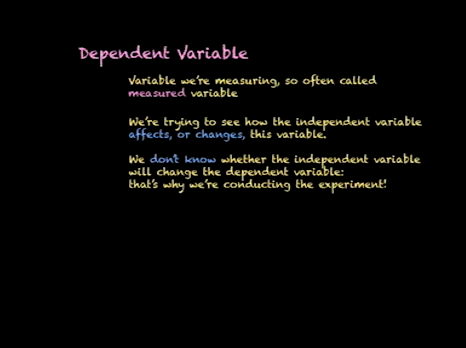 Dependent Variable
Variable we're measuring, so often called
measured variable
We're trying to see how the independent variable
affects, or changes, this variable.
We don't know whether the independent variable
will change the dependent variable:
that's why we're conducting the experiment!